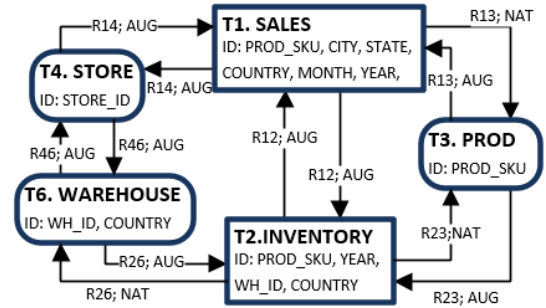 R14; AUG
T1. SALES
ID: PROD_SKU, CITY, STATE,
COUNTRY, MONTH, YEAR,
R13; NAT
T4. STORE
ID: STORE_ID
R14; AUG
R13; AUG
T3. PROD
ID: PROD_SKU
R46; AUG
R46; AUG
R12; AUG
R12; AUG
T6. WAREHOUSE
ID: WH_ID, COUNTRY
T2.INVENTORY
ID: PROD_SKU, YEAR,
WH_ID, COUNTRY
R23;NAT
R26; AUG
R26; NAT
R23; AUG